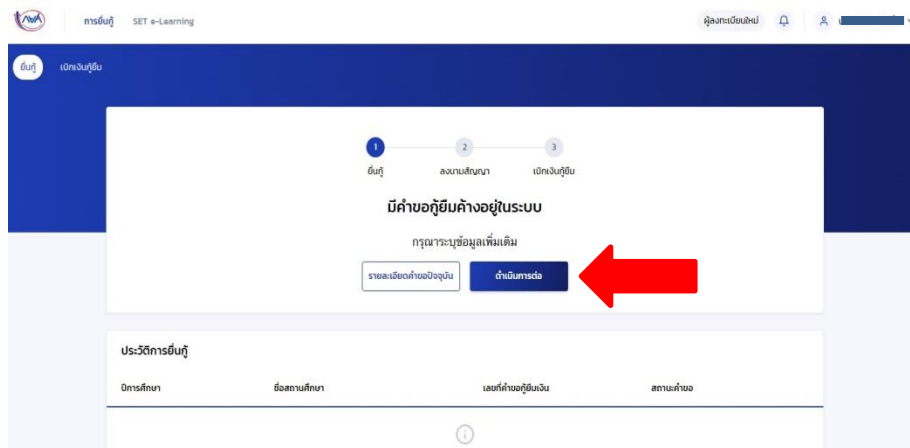 กยศ
การยื่นกู้
SET e-Learning
ผู้ลงทะเบียนใหม่
ยื่นกู้
เบิกเงินกู้ยืม
1
2
3
ยื่นกู้
ลงนามสัญญา
เบิกเงินกู้ยืม
มีคำขอกู้ยืมค้างอยู่ในระบบ
กรุณาระบุข้อมูลเพิ่มเติม
รายละเอียดคำขอปัจจุบัน
ดำเนินการต่อ
ประวัติการยื่นกู้
ปีการศึกษา
ชื่อสถานศึกษา
เลขที่คำขอกู้ยืมเงิน
สถานะคำขอ